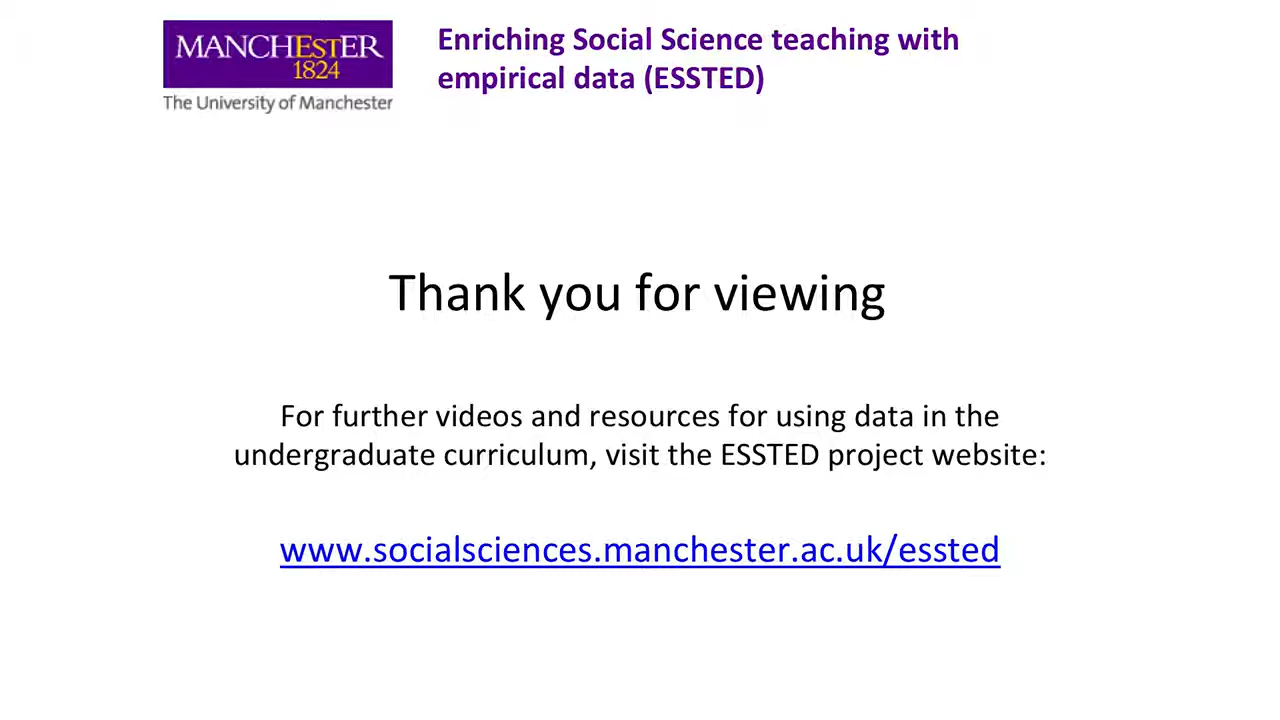 MANCHESTER
1824
The University of Manchester
Enriching Social Science teaching with
empirical data (ESSTED)
Thank you for viewing
For further videos and resources for using data in the
undergraduate curriculum, visit the ESSTED project website:
www.socialsciences.manchester.ac.uk/essted